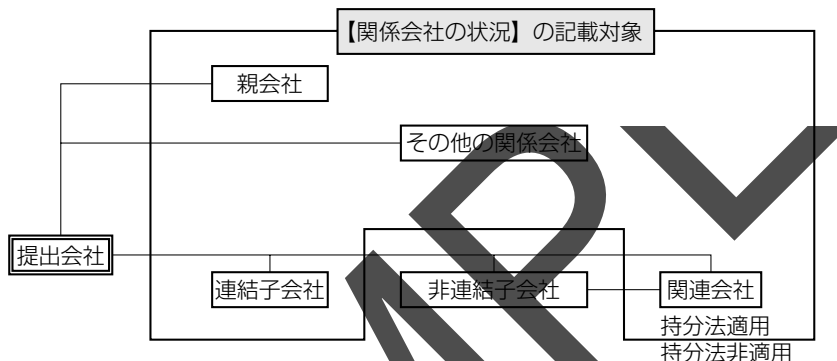 【関係会社の状況】の記載対象
親会社
その他の関係会社
提出会社
連結子会社
非連結子会社
関連会社
持分法適用
持分法非適用